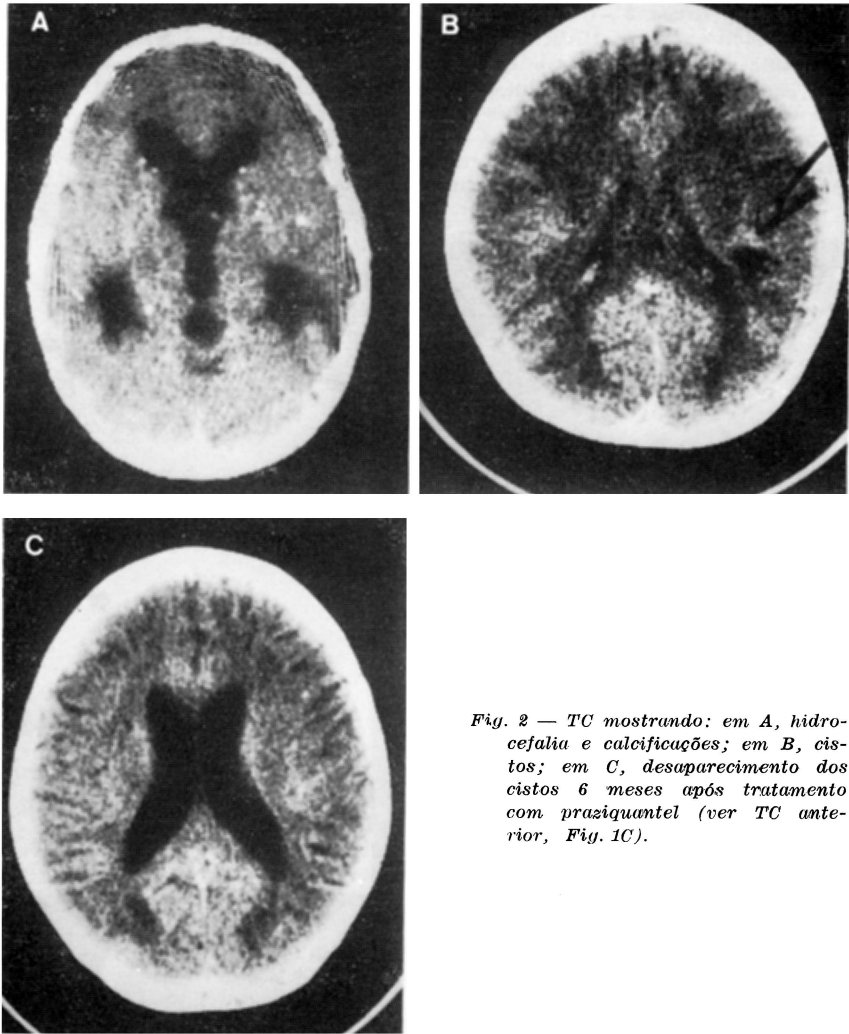 A
B
C
Fig. 2 — TC mostrando: em A, hidro-
cefalia e calcificações; em B, cis-
tos; em C, desaparecimento dos
cistos 6 meses após tratamento
com praziquantel (ver TC ante-
rior, Fig. 1C).